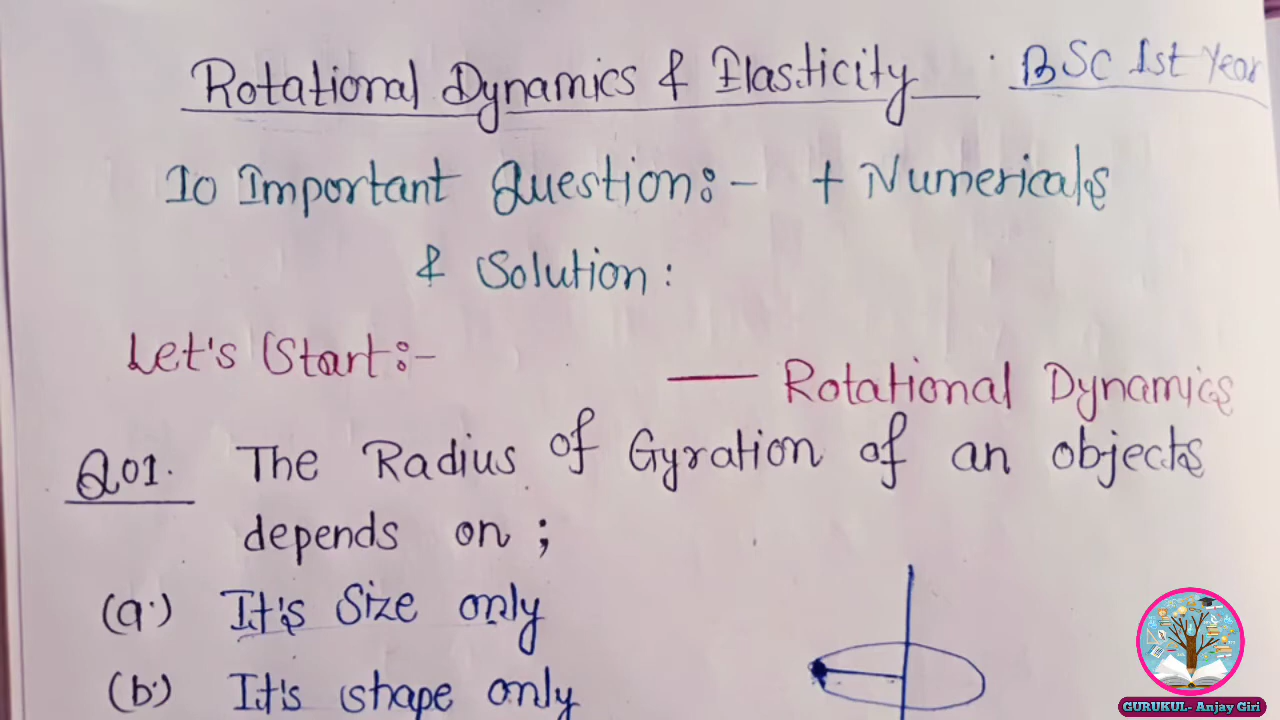 Rotational Dynamics & Elasticity BSc 1st Year
10 Important Question:- + Numericals
& Solution:
Let's Start:-
— Rotational Dynamics
Q01. The Radius of Gyration of an objects
depends on ;
(a.) It's Size only
(b.) It's shape only
GURUKUL- Anjay Giri